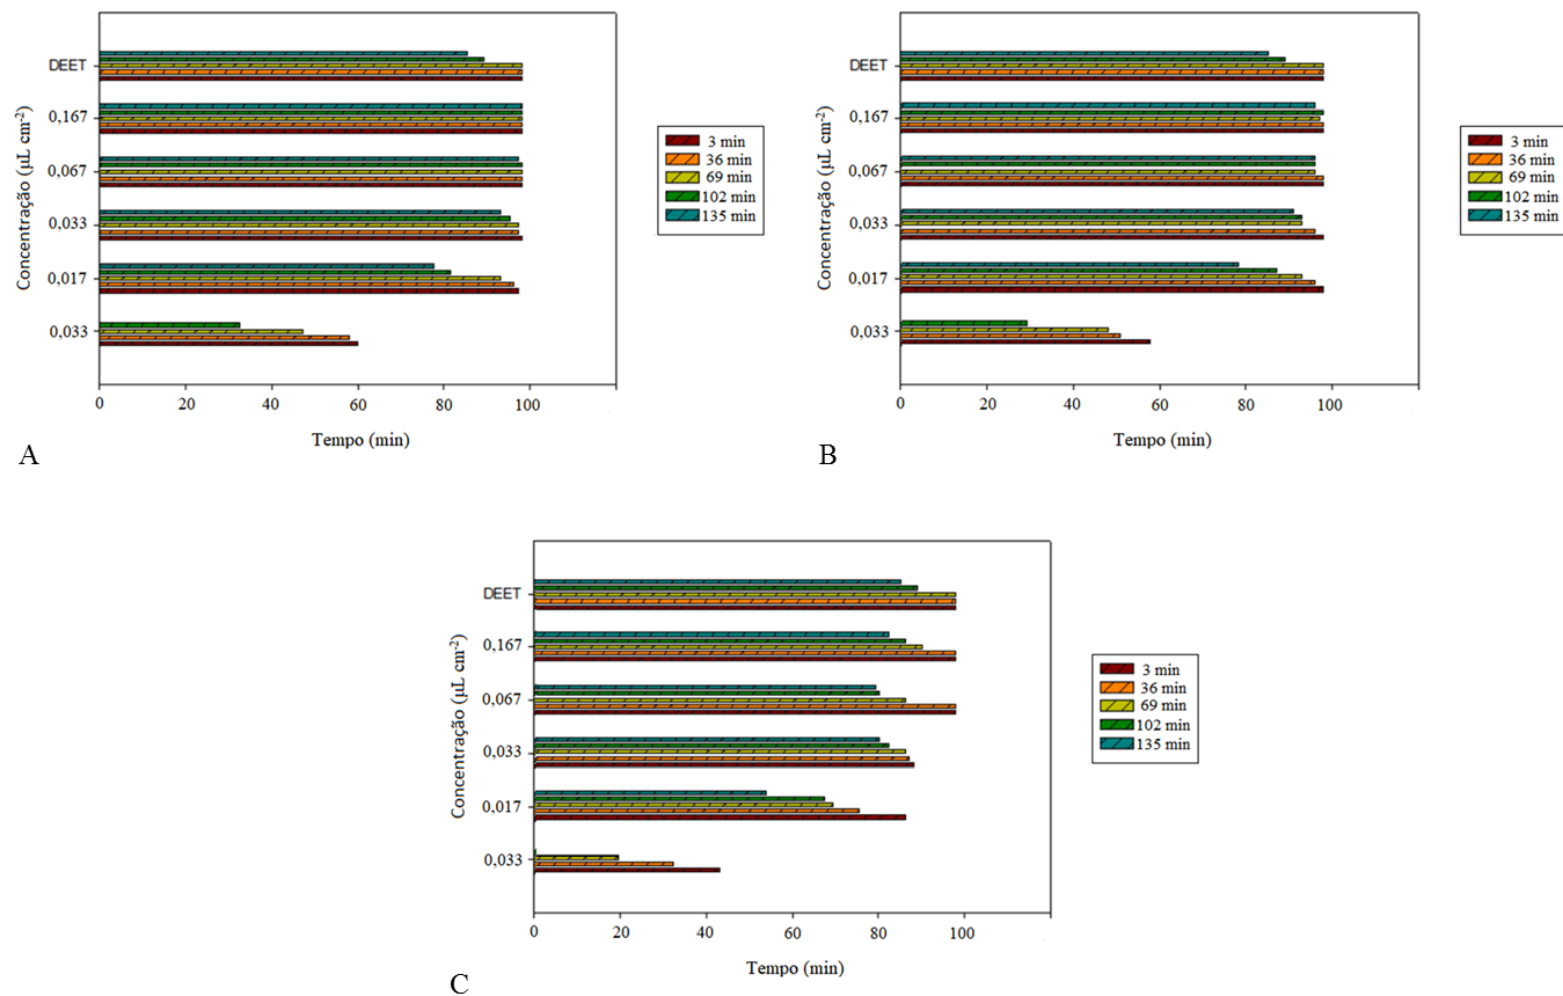 DEET
0,167
0,067
0,033
0,017
0,033
Concentração (μL cm-2)
0 20 40 60 80 100
Tempo (min)
3 min
36 min
69 min
102 min
135 min
A
DEET
0,167
0,067
0,033
0,017
0,033
Concentração (μL cm-2)
0 20 40 60 80 100
Tempo (min)
3 min
36 min
69 min
102 min
135 min
B
DEET
0,167
0,067
0,033
0,017
0,033
Concentração (μL cm-2)
0 20 40 60 80 100
Tempo (min)
3 min
36 min
69 min
102 min
135 min
C